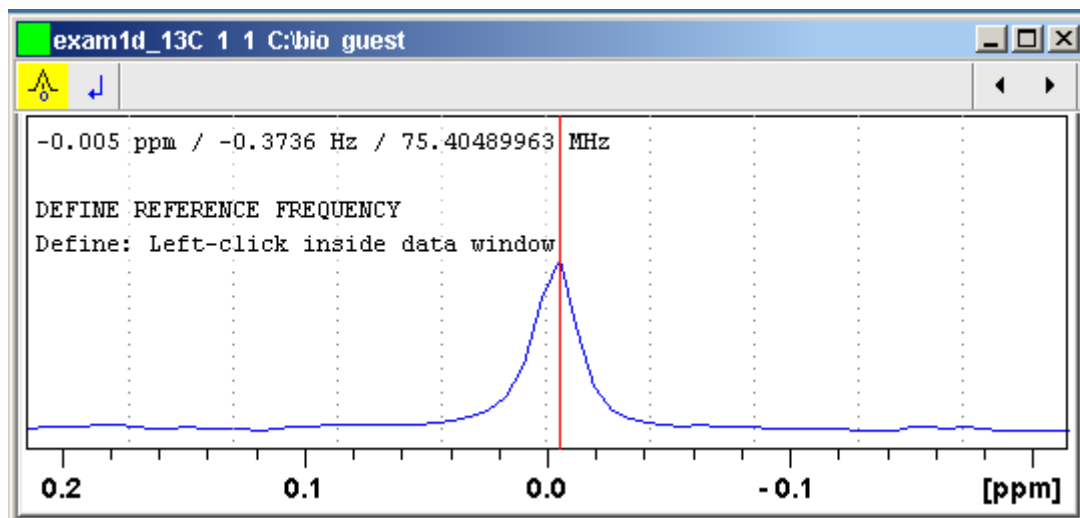 exam1d_13C 1 1 C:\bio guest
-0.005 ppm / -0.3736 Hz / 75.40489963 MHz
DEFINE REFERENCE FREQUENCY
Define: Left-click inside data window
0.2 0.1 0.0 -0.1 [ppm]